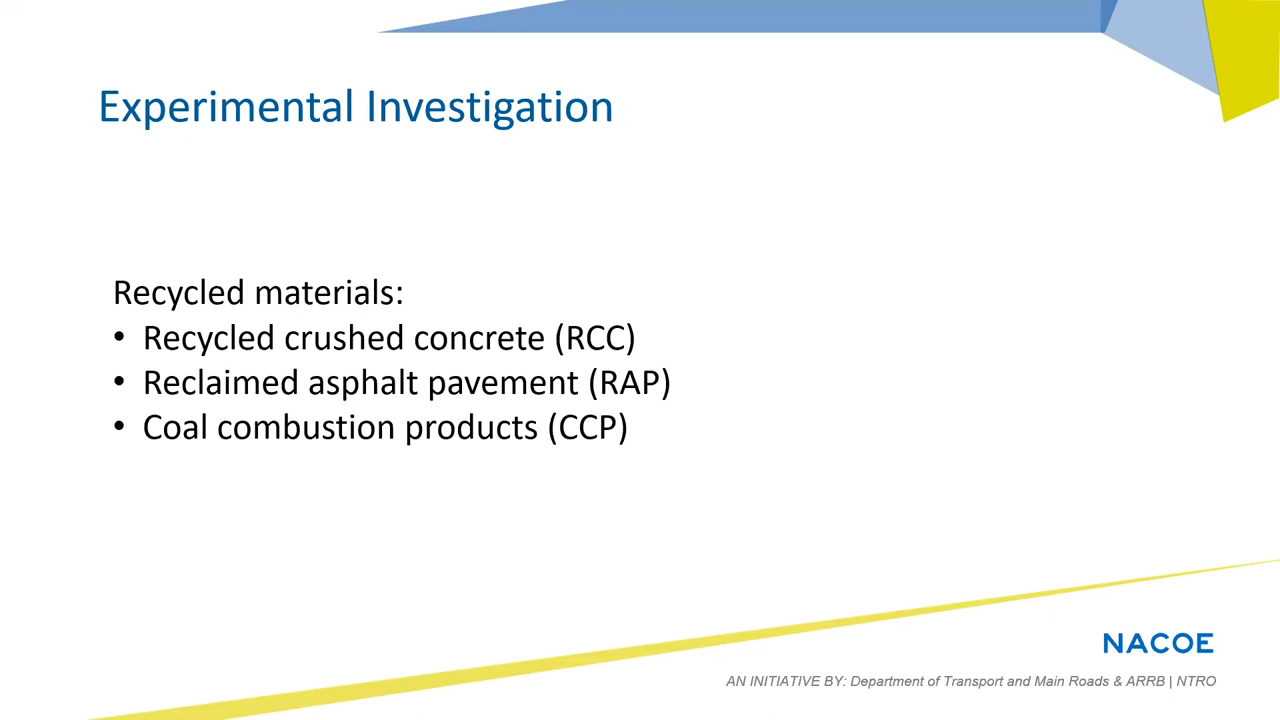 Experimental Investigation
Recycled materials:
• Recycled crushed concrete (RCC)
• Reclaimed asphalt pavement (RAP)
• Coal combustion products (CCP)
NACOE
AN INITIATIVE BY: Department of Transport and Main Roads & ARRB | NTRO